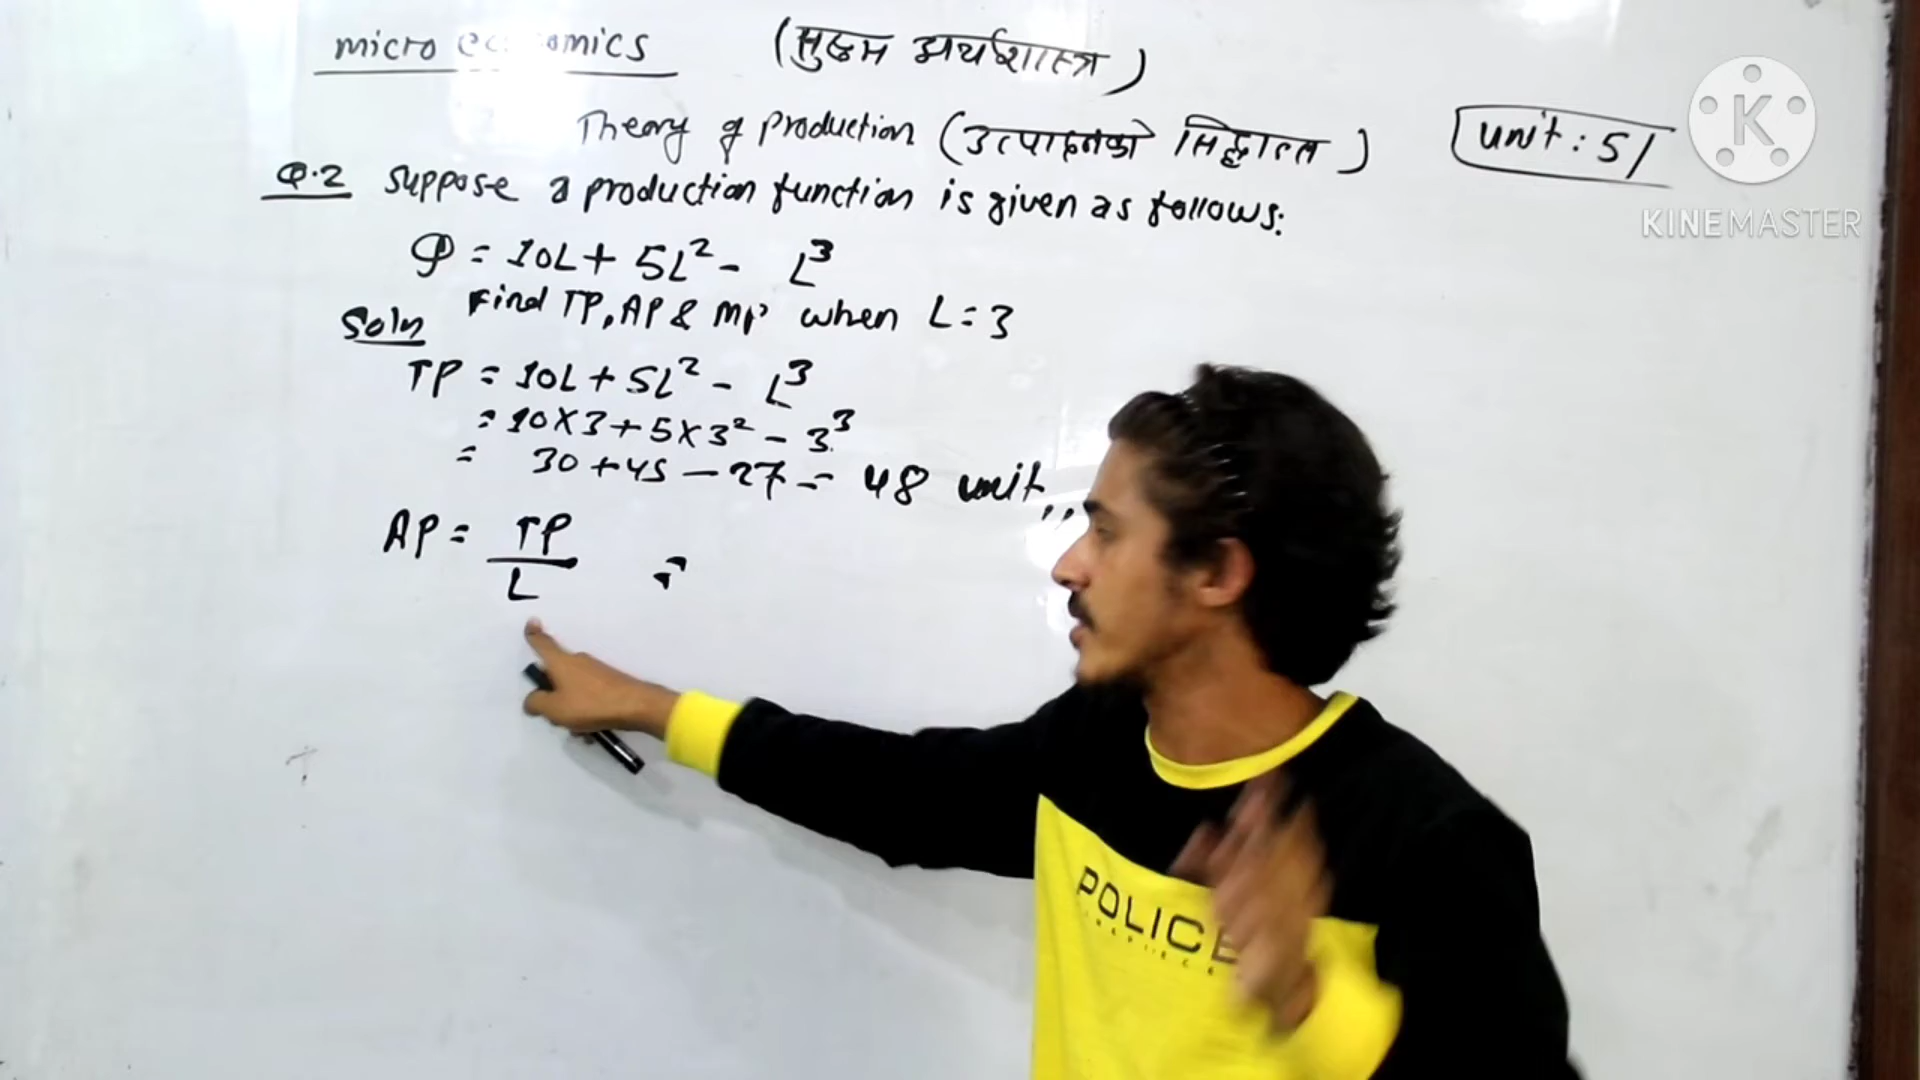 micro economics (सुक्ष्म अर्थशास्त्र)
Theory of production (उत्पादनको सिद्धान्त) unit: 5/
KINEMASTER
Q.2 Suppose a production function is given as follows:
Q = 10L + 5L² - L³
Find TP, AP & MP when L = 3
Soln
TP = 10L + 5L² - L³
= 10×3 + 5×3² - 3³
= 30 + 45 - 27 = 48 unit,,
AP = TP/L =
POLICE